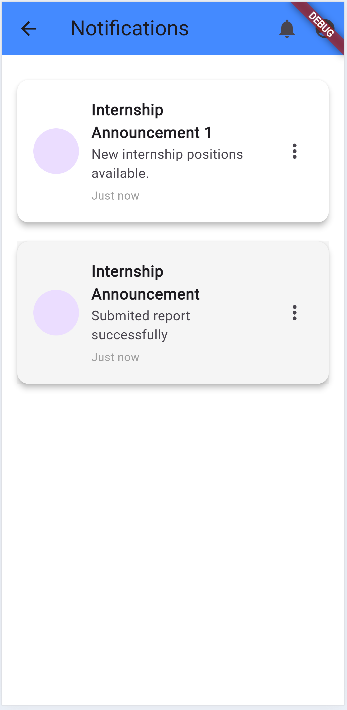 Notifications
DEBUG
Internship
Announcement 1
New internship positions
available.
Just now
Internship
Announcement
Submited report
successfully
Just now